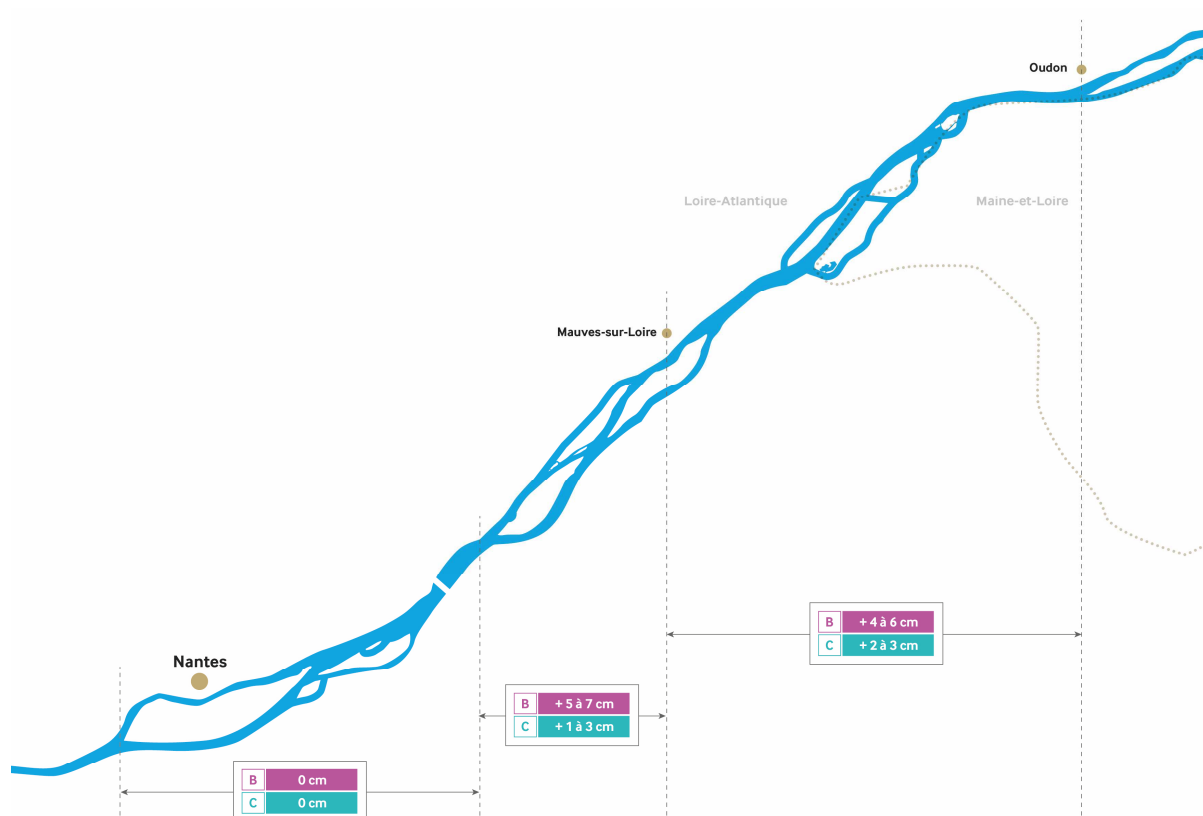 Oudon
Loire-Atlantique
Maine-et-Loire
Mauves-sur-Loire
B + 4 à 6 cm
C + 2 à 3 cm
Nantes
B + 5 à 7 cm
C + 1 à 3 cm
B 0 cm
C 0 cm